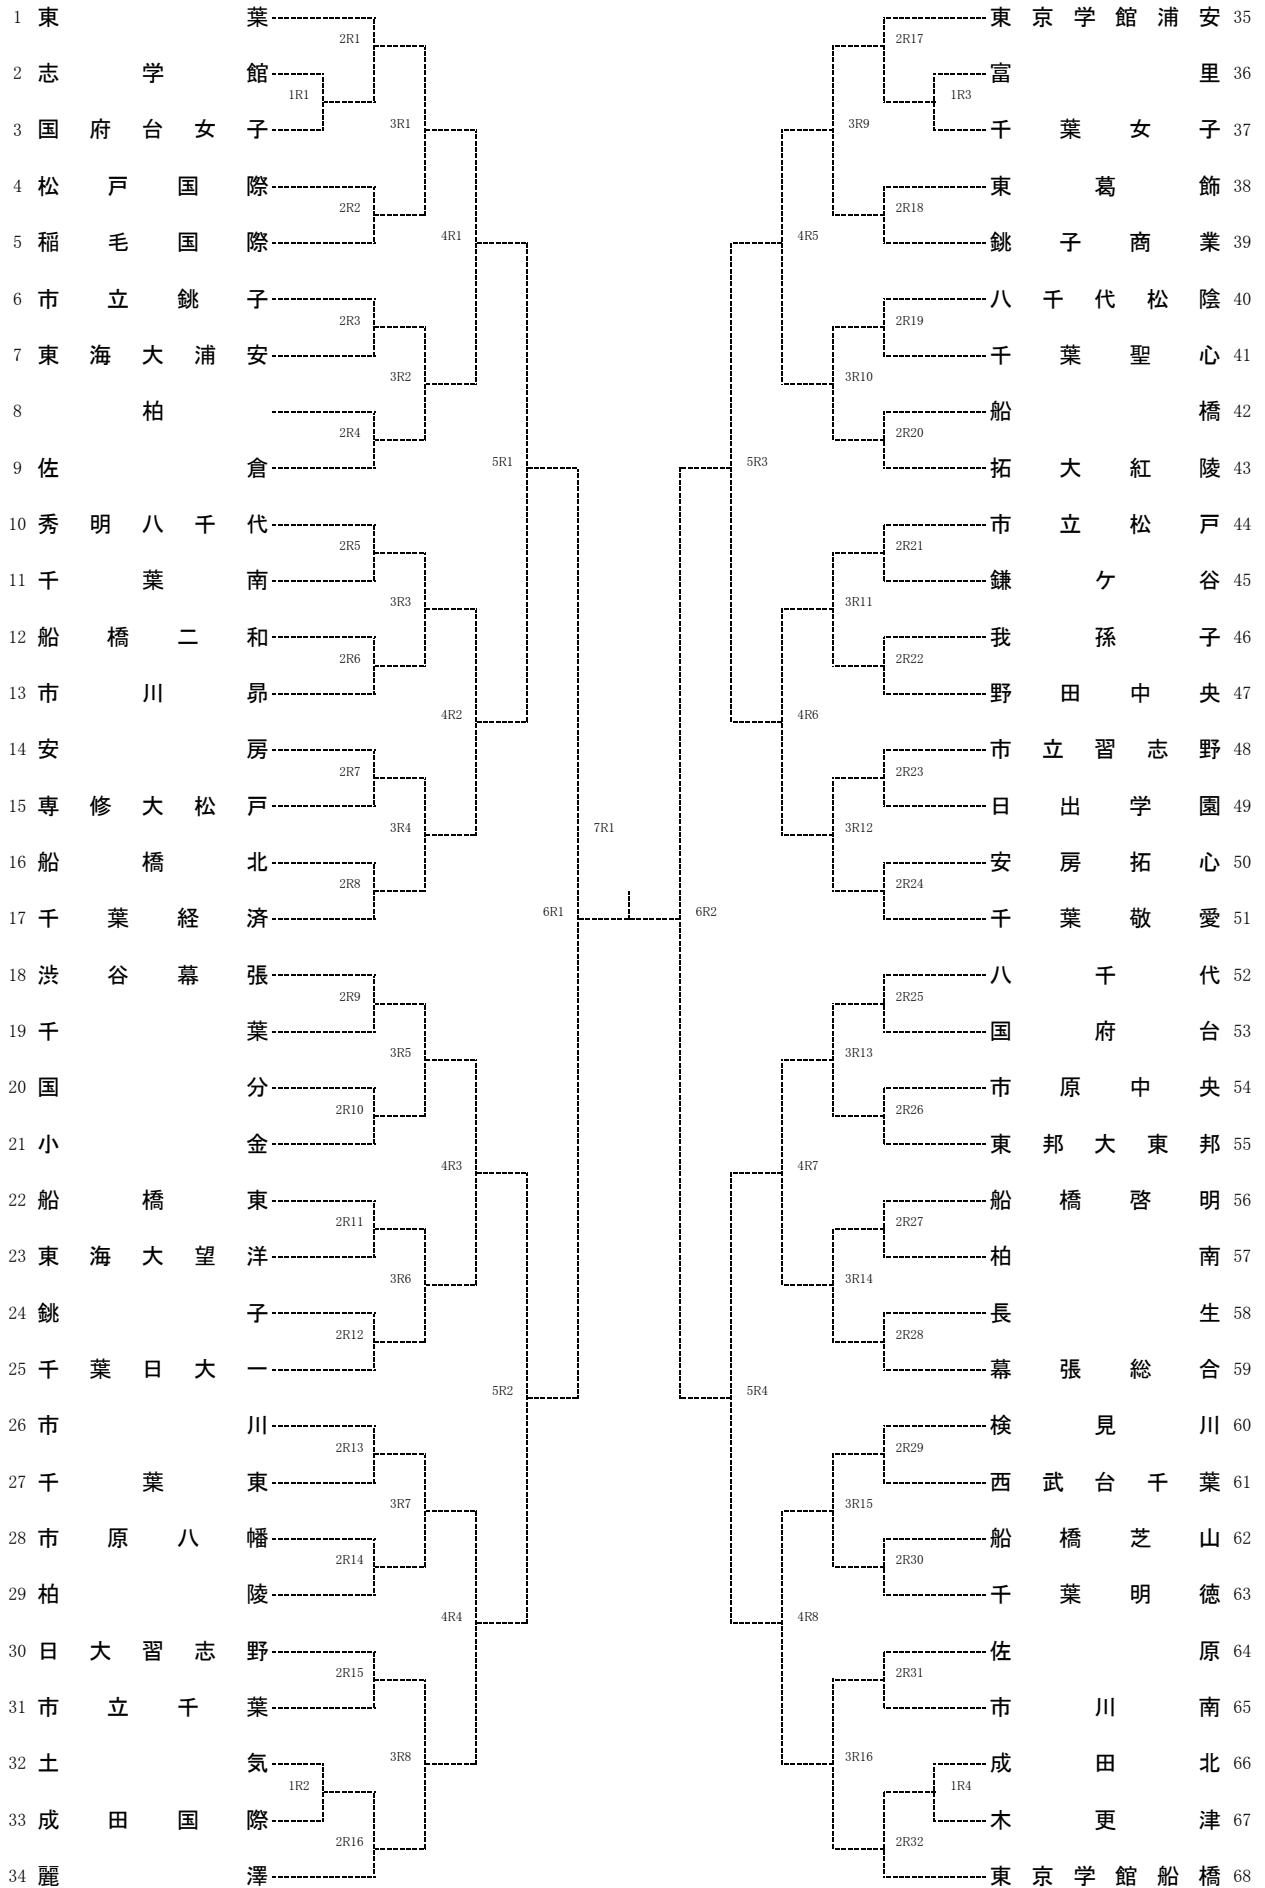 1 東葉
2R1
2 志学館
1R1
3 国府台女子
3R1
4 松戸国際
2R2
5 稲毛国際
4R1
6 市立銚子
2R3
7 東海大浦安
3R2
8 柏
2R4
9 佐倉
5R1
10 秀明八千代
2R5
11 千葉南
3R3
12 船橋二和
2R6
13 市川昴
4R2
14 安房
2R7
15 専修大松戸
3R4
16 船橋北
2R8
17 千葉経済
6R1
18 渋谷幕張
2R9
19 千葉
3R5
20 国分
2R10
21 小金
4R3
22 船橋東
2R11
23 東海大望洋
3R6
24 銚子
2R12
25 千葉日大一
5R2
26 市川
2R13
27 千葉東
3R7
28 市原八幡
2R14
29 柏陵
4R4
30 日大習志野
2R15
31 市立千葉
3R8
32 土気
1R2
33 成田国際
2R16
34 麗澤
7R1
東京学館浦安 35
2R17
富里 36
1R3
千葉女子 37
3R9
東葛飾 38
2R18
銚子商業 39
4R5
八千代松陰 40
2R19
千葉聖心 41
3R10
船橋 42
2R20
拓大紅陵 43
5R3
市立松戸 44
2R21
鎌ケ谷 45
3R11
我孫子 46
2R22
野田中央 47
4R6
市立習志野 48
2R23
日出学園 49
3R12
安房拓心 50
2R24
千葉敬愛 51
6R2
八千代 52
2R25
国府台 53
3R13
市原中央 54
2R26
東邦大東邦 55
4R7
船橋啓明 56
2R27
柏南 57
3R14
長生 58
2R28
幕張総合 59
5R4
検見川 60
2R29
西武台千葉 61
3R15
船橋芝山 62
2R30
千葉明徳 63
4R8
佐原 64
2R31
市川南 65
3R16
成田北 66
1R4
木更津 67
2R32
東京学館船橋 68